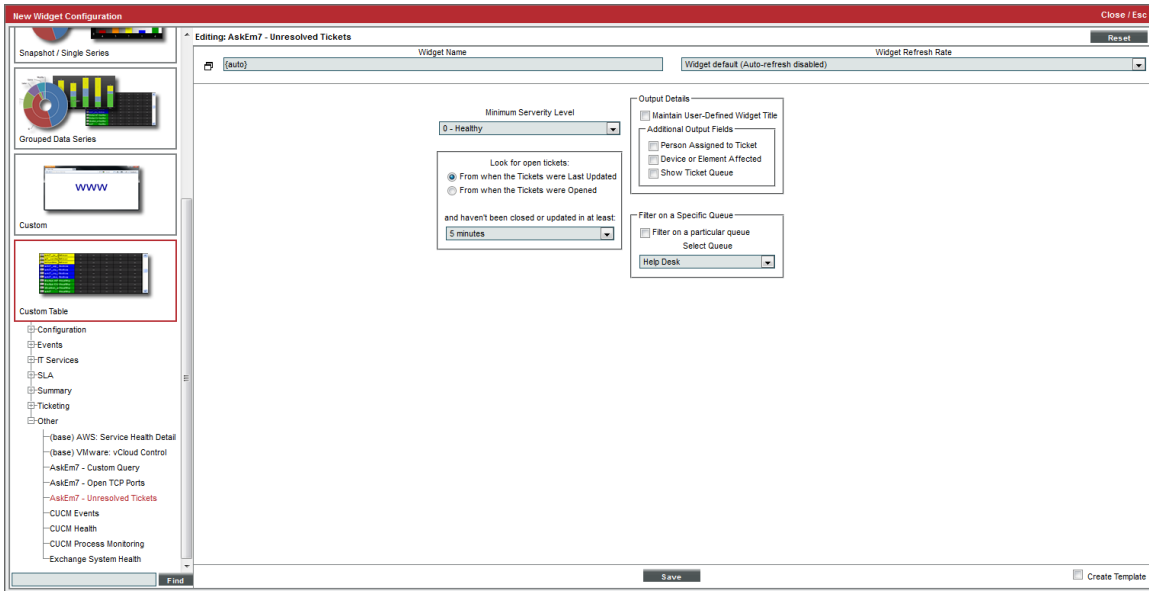 New Widget Configuration
Close / Esc
Snapshot / Single Series
Grouped Data Series
www
Custom
Custom Table
Configuration
Events
IT Services
SLA
Summary
Ticketing
Other
(base) AWS: Service Health Detail
(base) VMware: vCloud Control
AskEm7 - Custom Query
AskEm7 - Open TCP Ports
AskEm7 - Unresolved Tickets
CUCM Events
CUCM Health
CUCM Process Monitoring
Exchange System Health
Find
Editing: AskEm7 - Unresolved Tickets
Reset
Widget Name
{auto}
Widget Refresh Rate
Widget default (Auto-refresh disabled)
Minimum Serverity Level
0 - Healthy
Look for open tickets:
From when the Tickets were Last Updated
From when the Tickets were Opened
and haven't been closed or updated in at least:
5 minutes
Output Details
Maintain User-Defined Widget Title
Additional Output Fields
Person Assigned to Ticket
Device or Element Affected
Show Ticket Queue
Filter on a Specific Queue
Filter on a particular queue
Select Queue
Help Desk
Save
Create Template